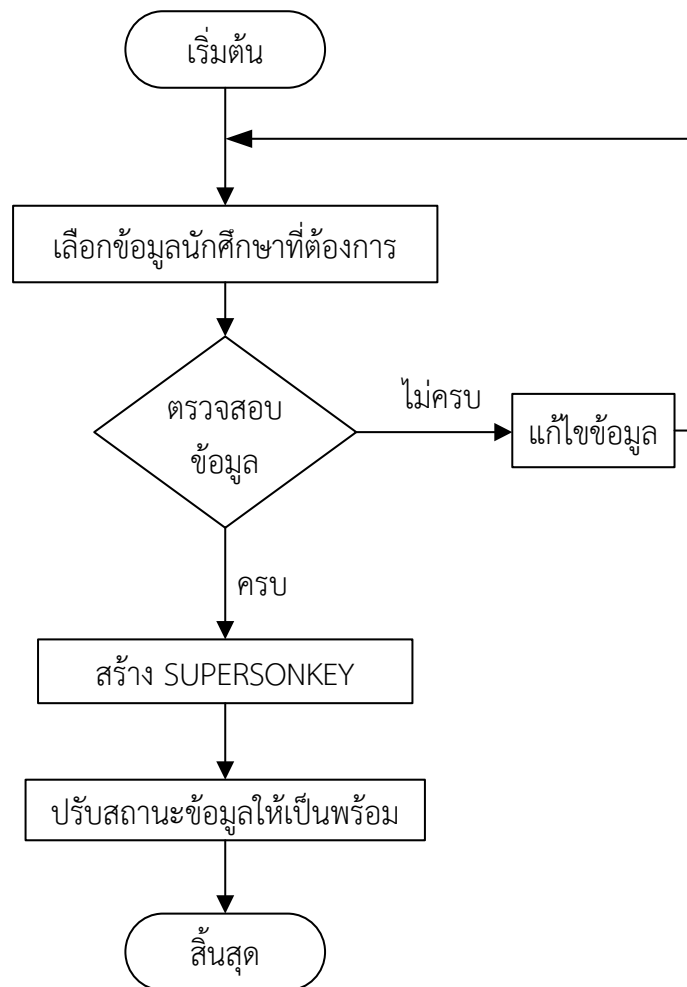 เริ่มต้น
เลือกข้อมูลนักศึกษาที่ต้องการ
ตรวจสอบ
ข้อมูล
ไม่ครบ
แก้ไขข้อมูล
ครบ
สร้าง SUPERSONKEY
ปรับสถานะข้อมูลให้เป็นพร้อม
สิ้นสุด